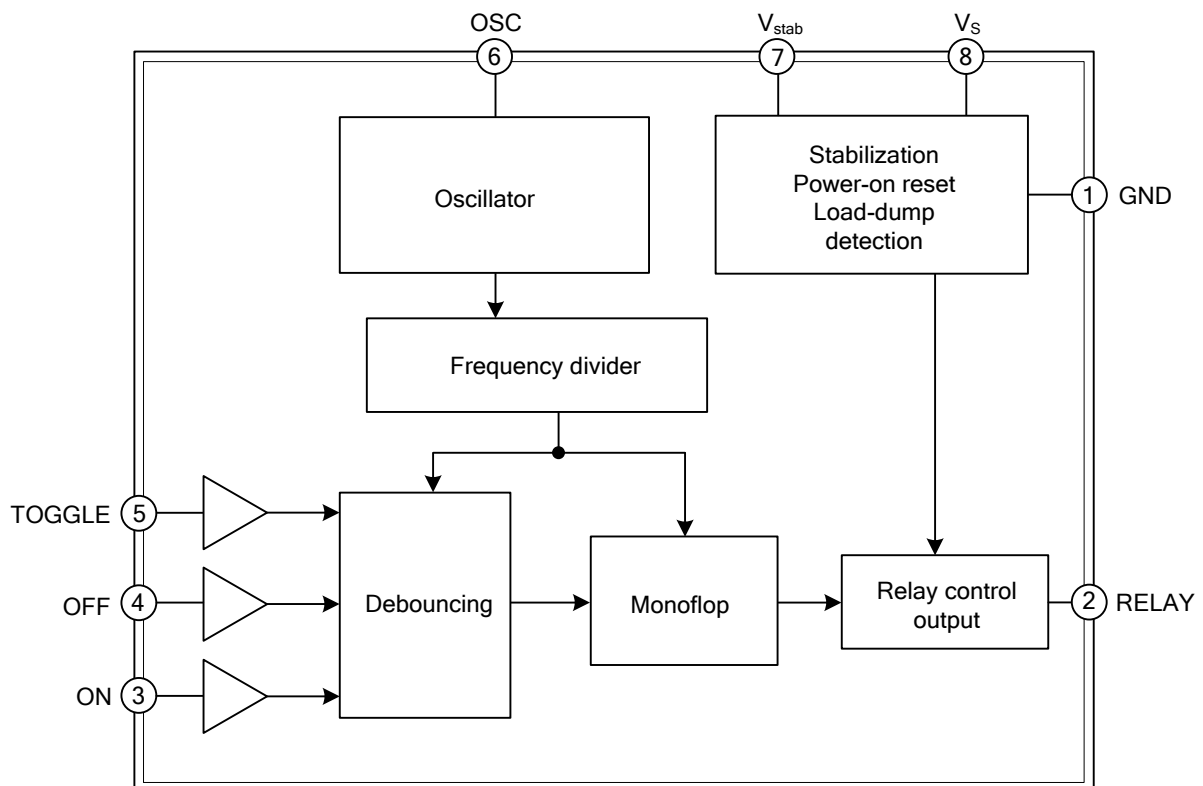 OSC
V_stab
V_S
6
7
8
Stabilization
Power-on reset
Load-dump
detection
1
GND
Oscillator
Frequency divider
TOGGLE
5
OFF
4
Debouncing
Monoflop
Relay control
output
2
RELAY
ON
3